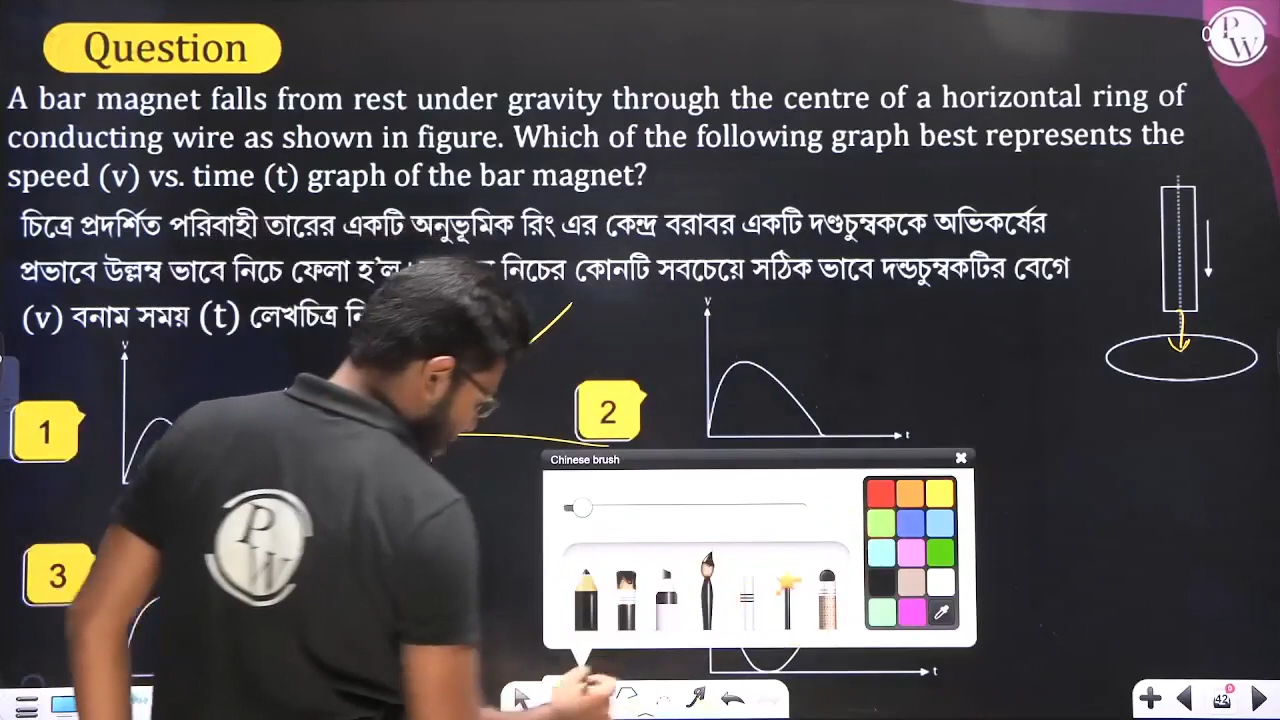 Question
A bar magnet falls from rest under gravity through the centre of a horizontal ring of
conducting wire as shown in figure. Which of the following graph best represents the
speed (v) vs. time (t) graph of the bar magnet?
চিত্রে প্রদর্শিত পরিবাহী তারের একটি অনুভূমিক রিং এর কেন্দ্র বরাবর একটি দণ্ডচুম্বককে অভিকর্ষের
প্রভাবে উল্লম্ব ভাবে নিচে ফেলা হ'ল নিচের কোনটি সবচেয়ে সঠিক ভাবে দন্ডচুম্বকটির বেগে
(v) বনাম সময় (t) লেখচিত্র
v
v
1
2
t
Chinese brush
3
t
P
W
P
W
42